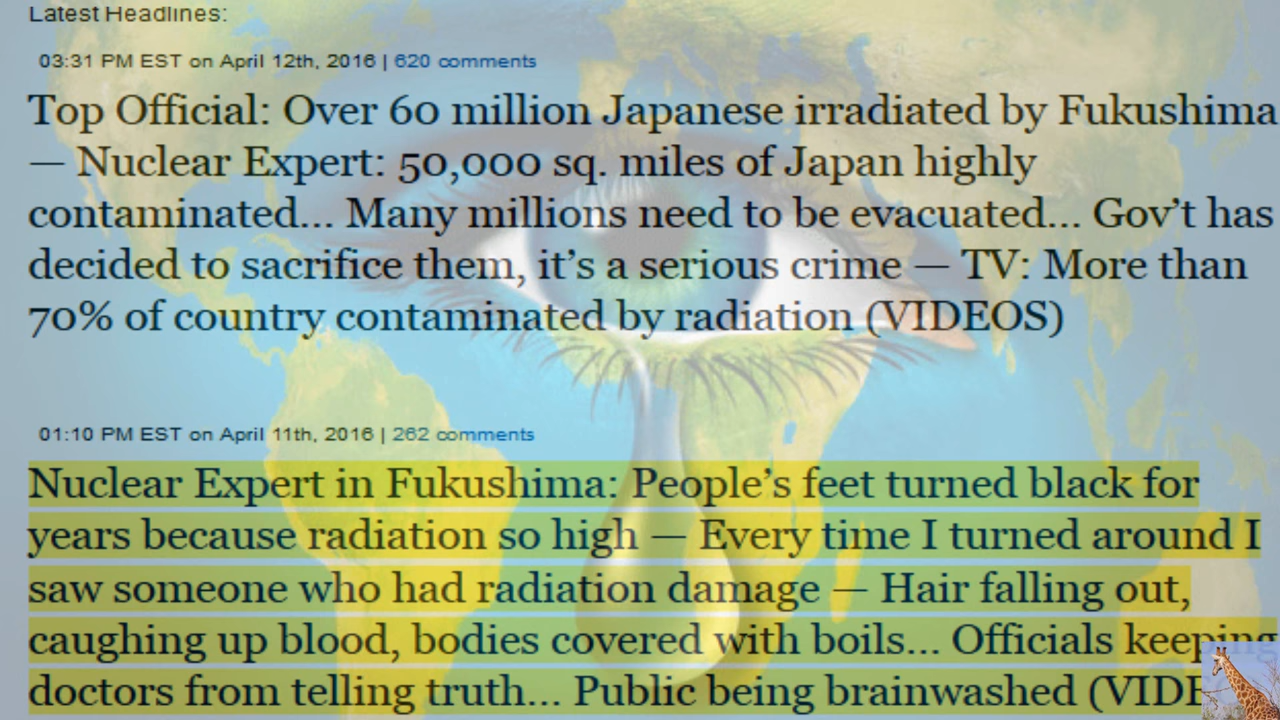 Latest Headlines:
03:31 PM EST on April 12th, 2016 | 620 comments
Top Official: Over 60 million Japanese irradiated by Fukushima
— Nuclear Expert: 50,000 sq. miles of Japan highly
contaminated… Many millions need to be evacuated… Gov’t has
decided to sacrifice them, it’s a serious crime — TV: More than
70% of country contaminated by radiation (VIDEOS)
01:10 PM EST on April 11th, 2016 | 262 comments
Nuclear Expert in Fukushima: People’s feet turned black for
years because radiation so high — Every time I turned around I
saw someone who had radiation damage — Hair falling out,
caughing up blood, bodies covered with boils… Officials keeping
doctors from telling truth… Public being brainwashed (VIDE